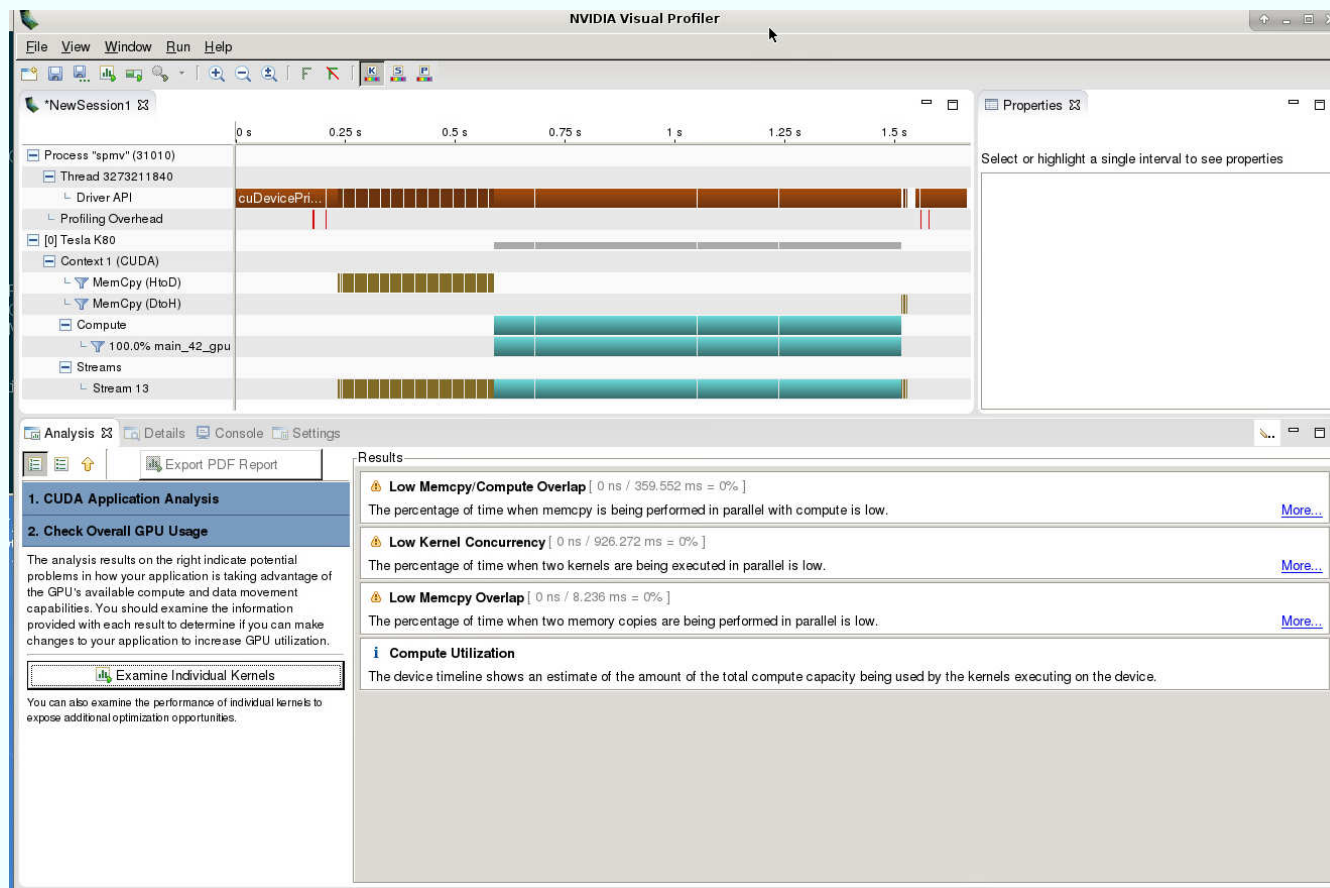 NVIDIA Visual Profiler
File View Window Run Help
*NewSession1
0 s 0.25 s 0.5 s 0.75 s 1 s 1.25 s 1.5 s
Process "spmv" (31010)
Thread 3273211840
Driver API
cuDevicePri...
Profiling Overhead
[0] Tesla K80
Context 1 (CUDA)
MemCpy (HtoD)
MemCpy (DtoH)
Compute
100.0% main_42_gpu
Streams
Stream 13
Properties
Select or highlight a single interval to see properties
Analysis Details Console Settings
Export PDF Report
1. CUDA Application Analysis
2. Check Overall GPU Usage
The analysis results on the right indicate potential
problems in how your application is taking advantage of
the GPU's available compute and data movement
capabilities. You should examine the information
provided with each result to determine if you can make
changes to your application to increase GPU utilization.
Examine Individual Kernels
You can also examine the performance of individual kernels to
expose additional optimization opportunities.
Results
Low Memcpy/Compute Overlap [ 0 ns / 359.552 ms = 0% ]
The percentage of time when memcpy is being performed in parallel with compute is low.
More...
Low Kernel Concurrency [ 0 ns / 926.272 ms = 0% ]
The percentage of time when two kernels are being executed in parallel is low.
More...
Low Memcpy Overlap [ 0 ns / 8.236 ms = 0% ]
The percentage of time when two memory copies are being performed in parallel is low.
More...
Compute Utilization
The device timeline shows an estimate of the amount of the total compute capacity being used by the kernels executing on the device.